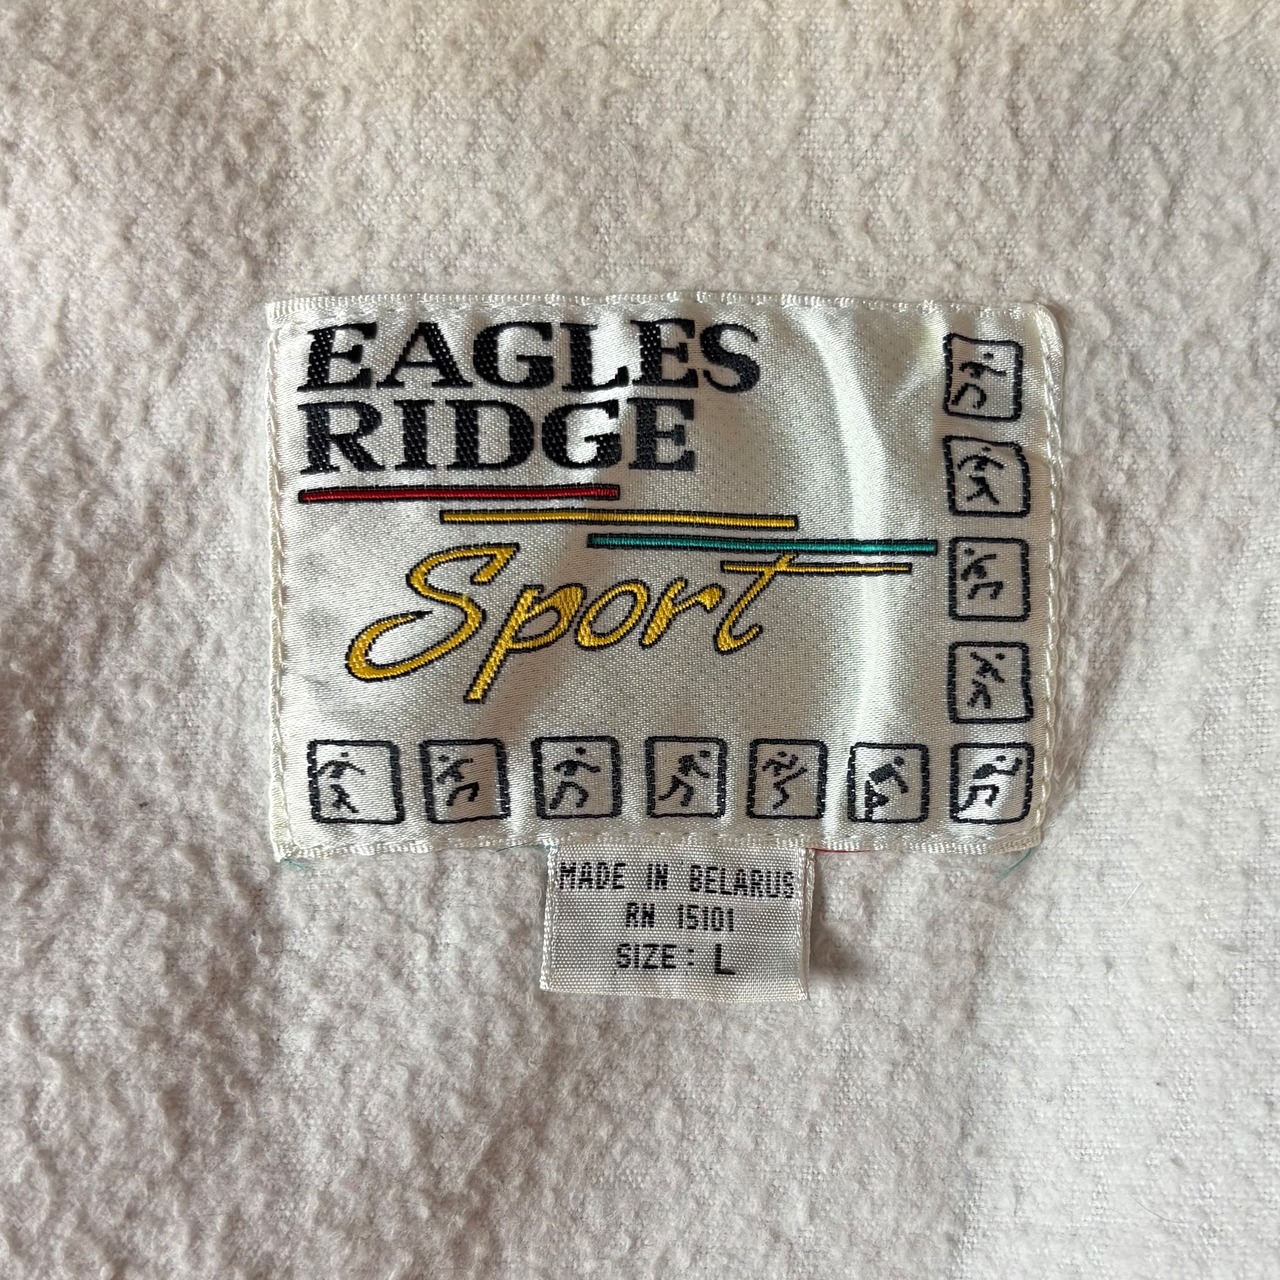 EAGLES
RIDGE
Sport
MADE IN BELARUS
RN 15101
SIZE: L